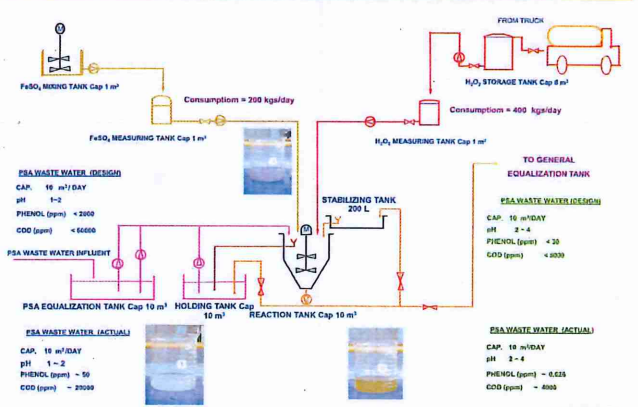 FROM TRUCK
M
FeSO₄ MIXING TANK Cap 1 m³
H₂O₂ STORAGE TANK Cap 6 m³
Consumptiom = 200 kgs/day
Consumptiom = 400 kgs/day
FeSO₄ MEASURING TANK Cap 1 m³
H₂O₂ MEASURING TANK Cap 1 m³
TO GENERAL
EQUALIZATION TANK
PSA WASTE WATER (DESIGN)
CAP. 10 m³/ DAY
pH 1~2
PHENOL (ppm) < 2000
COD (ppm) < 50000
STABILIZING TANK
200 L
M
PSA WASTE WATER (DESIGN)
CAP. 10 m³/DAY
pH 2 ~ 4
PHENOL (ppm) < 30
COD (ppm) < 5000
PSA WASTE WATER INFLUENT
PSA EQUALIZATION TANK Cap 10 m³
HOLDING TANK Cap
10 m³
REACTION TANK Cap 10 m³
PSA WASTE WATER (ACTUAL)
CAP. 10 m³/DAY
pH 1 ~ 2
PHENOL (ppm) ~ 50
COD (ppm) ~ 20000
PSA WASTE WATER (ACTUAL)
CAP. 10 m³/DAY
pH 2 ~ 4
PHENOL (ppm) ~ 0.025
COD (ppm) ~ 4000